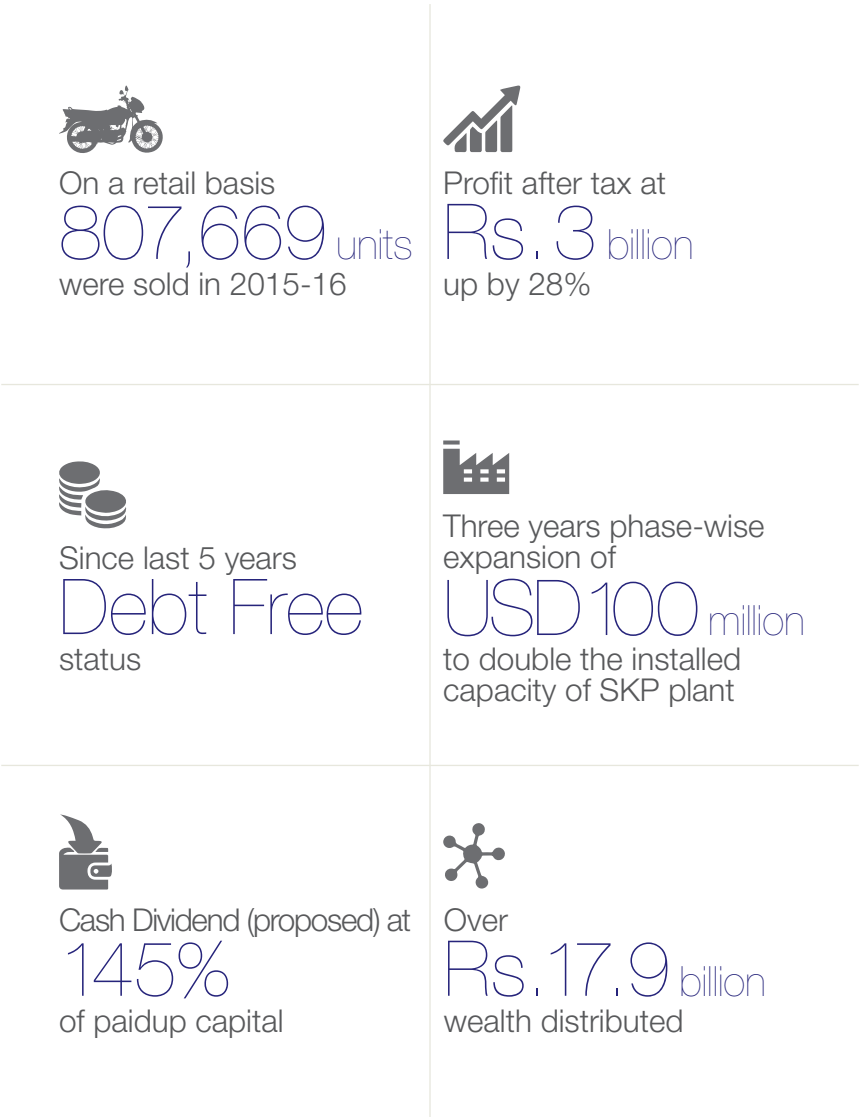 On a retail basis
807,669 units
were sold in 2015-16
Profit after tax at
Rs. 3 billion
up by 28%
Since last 5 years
Debt Free
status
Three years phase-wise
expansion of
USD 100 million
to double the installed
capacity of SKP plant
Cash Dividend (proposed) at
145%
of paidup capital
Over
Rs.17.9 billion
wealth distributed